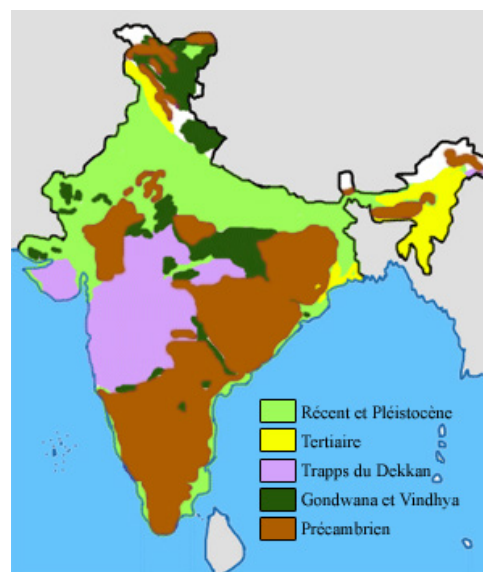 Récent et Pléistocène
Tertiaire
Trapps du Dekkan
Gondwana et Vindhya
Précambrien